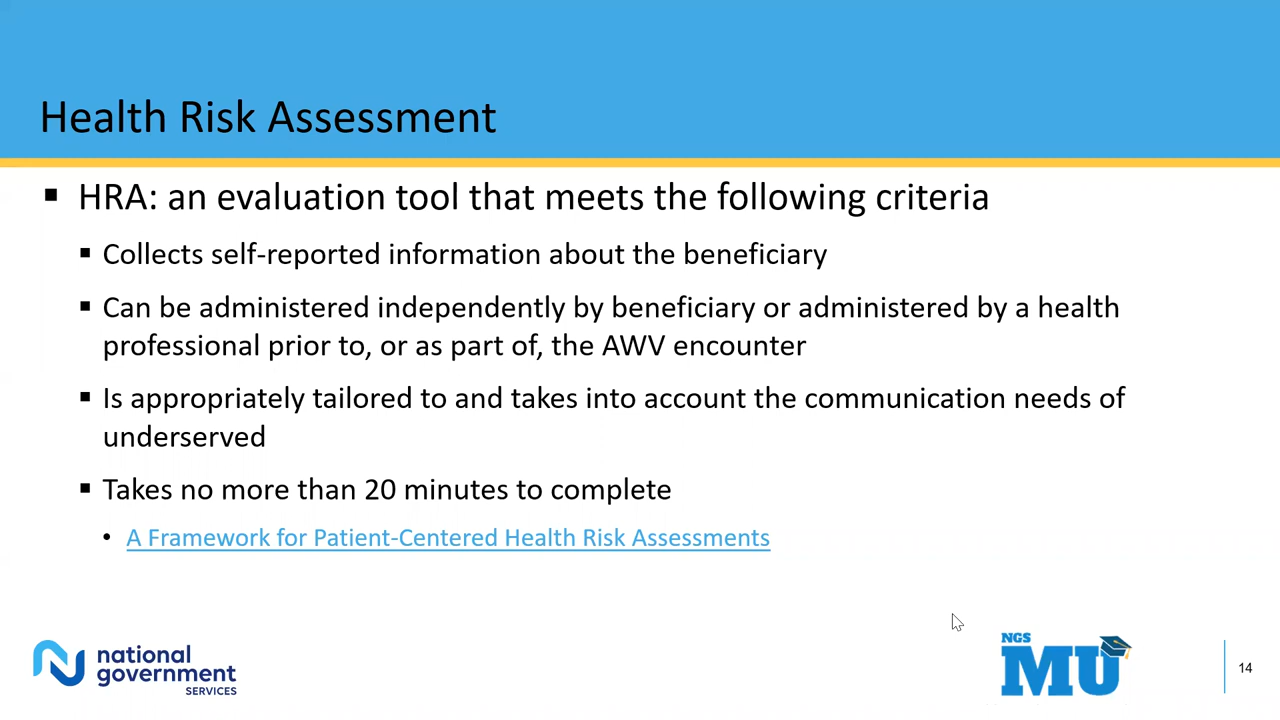 Health Risk Assessment
▪ HRA: an evaluation tool that meets the following criteria
▪ Collects self-reported information about the beneficiary
▪ Can be administered independently by beneficiary or administered by a health
professional prior to, or as part of, the AWV encounter
▪ Is appropriately tailored to and takes into account the communication needs of
underserved
▪ Takes no more than 20 minutes to complete
• A Framework for Patient-Centered Health Risk Assessments
national
government
SERVICES
NGS
MU
14